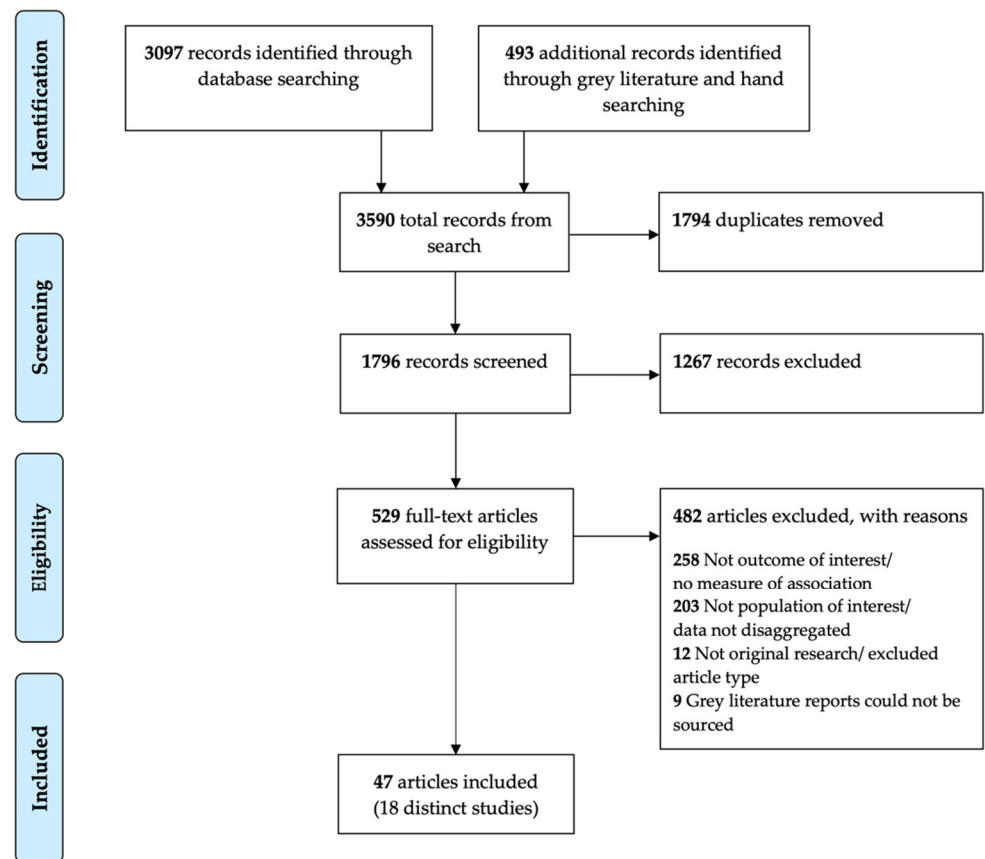 Identification
3097 records identified through
database searching
493 additional records identified
through grey literature and hand
searching
3590 total records from
search
1794 duplicates removed
Screening
1796 records screened
1267 records excluded
Eligibility
529 full-text articles
assessed for eligibility
482 articles excluded, with reasons
258 Not outcome of interest/
no measure of association
203 Not population of interest/
data not disaggregated
12 Not original research/ excluded
article type
9 Grey literature reports could not be
sourced
Included
47 articles included
(18 distinct studies)